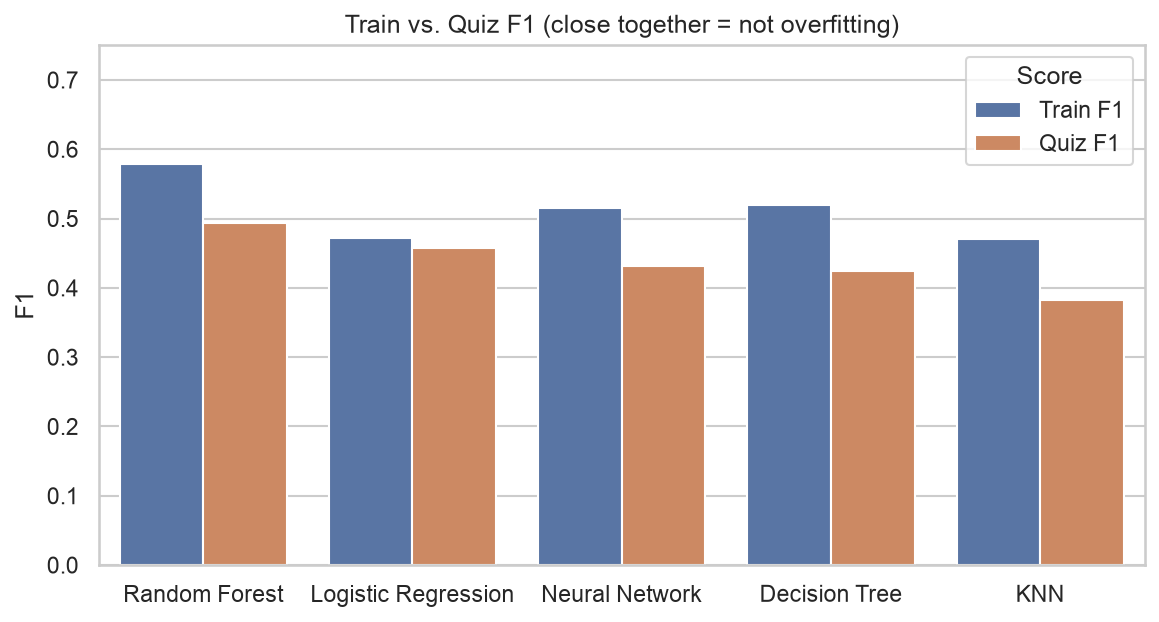 Train vs. Quiz F1 (close together = not overfitting)
Score
Train F1
Quiz F1
F1
0.7
0.6
0.5
0.4
0.3
0.2
0.1
0.0
Random Forest
Logistic Regression
Neural Network
Decision Tree
KNN